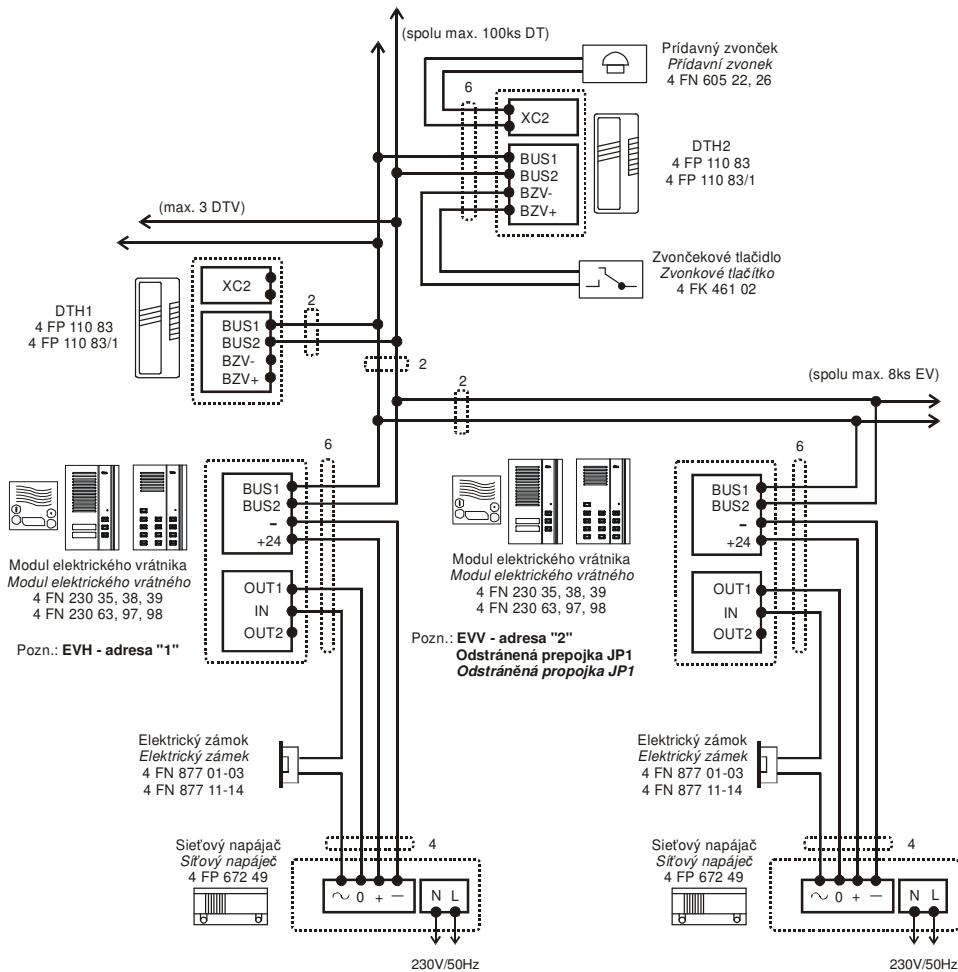 (spolu max. 100ks DT)
Prídavný zvonček
Přídavní zvonek
4 FN 605 22, 26
6
XC2
BUS1
BUS2
BZV-
BZV+
DTH2
4 FP 110 83
4 FP 110 83/1
(max. 3 DTV)
Zvončekové tlačidlo
Zvonkové tlačítko
4 FK 461 02
DTH1
4 FP 110 83
4 FP 110 83/1
XC2
BUS1
BUS2
BZV-
BZV+
2
2
2
(spolu max. 8ks EV)
6
BUS1
BUS2
-
+24
OUT1
IN
OUT2
Modul elektrického vrátnika
Modul elektrického vrátného
4 FN 230 35, 38, 39
4 FN 230 63, 97, 98
Pozn.: EVH - adresa "1"
6
BUS1
BUS2
-
+24
OUT1
IN
OUT2
Modul elektrického vrátnika
Modul elektrického vrátného
4 FN 230 35, 38, 39
4 FN 230 63, 97, 98
Pozn.: EVV - adresa "2"
Odstránená prepojka JP1
Odstráněná propojka JP1
Elektrický zámok
Elektrický zámek
4 FN 877 01-03
4 FN 877 11-14
Elektrický zámok
Elektrický zámek
4 FN 877 01-03
4 FN 877 11-14
Sieťový napájač
Síťový napáječ
4 FP 672 49
4
~ 0 + —
N L
230V/50Hz
Sieťový napájač
Síťový napáječ
4 FP 672 49
4
~ 0 + —
N L
230V/50Hz